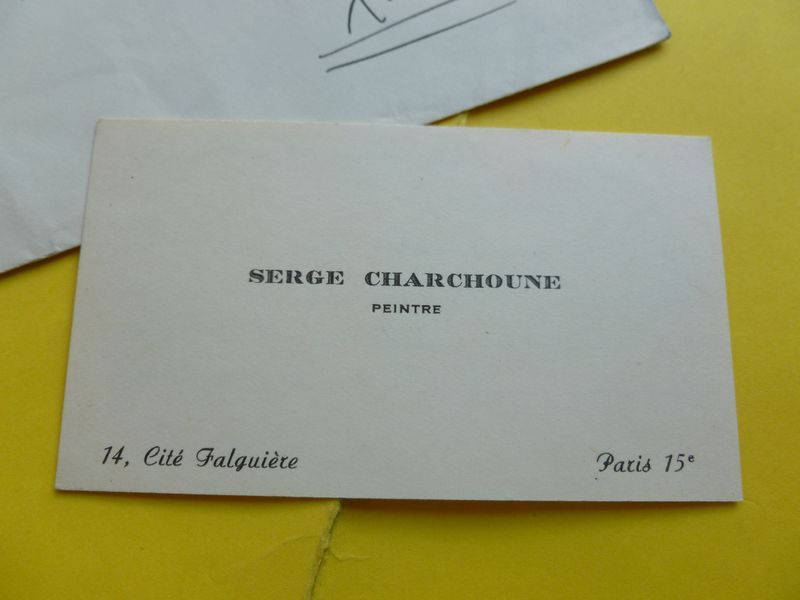 SERGE CHARCHOUNE
PEINTRE
14, Cité Falguière
Paris 15e